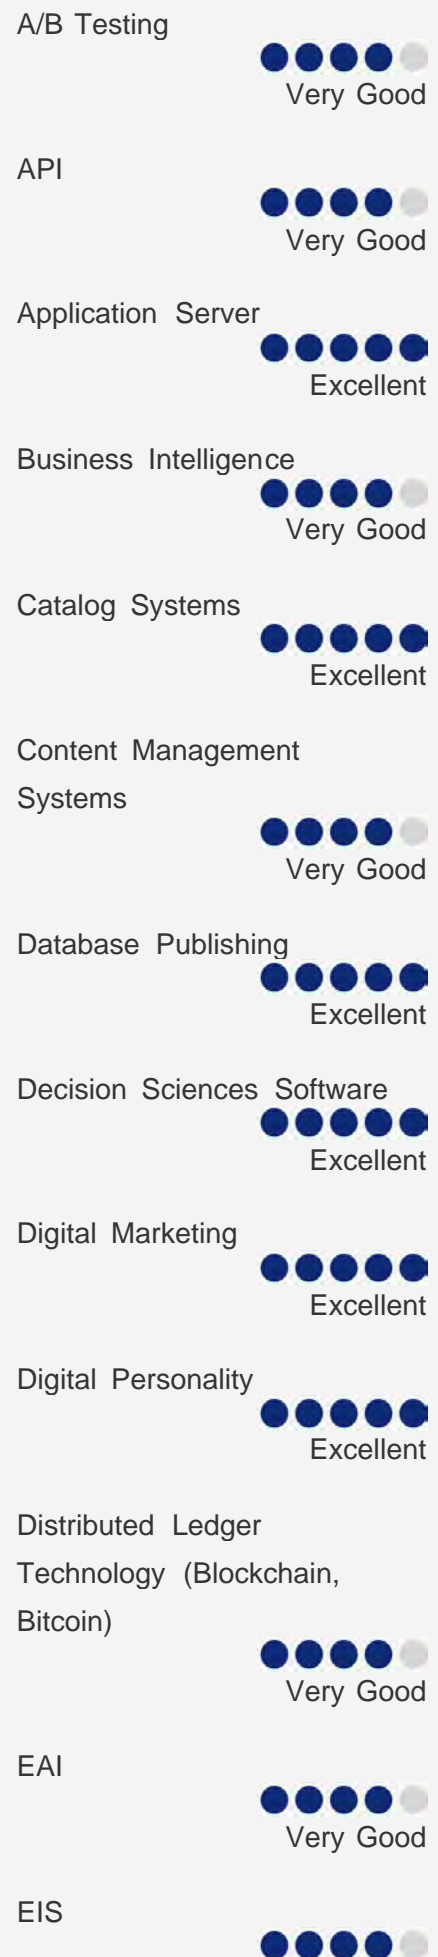 A/B Testing
Very Good
API
Very Good
Application Server
Excellent
Business Intelligence
Very Good
Catalog Systems
Excellent
Content Management
Systems
Very Good
Database Publishing
Excellent
Decision Sciences Software
Excellent
Digital Marketing
Excellent
Digital Personality
Excellent
Distributed Ledger
Technology (Blockchain,
Bitcoin)
Very Good
EAI
Very Good
EIS